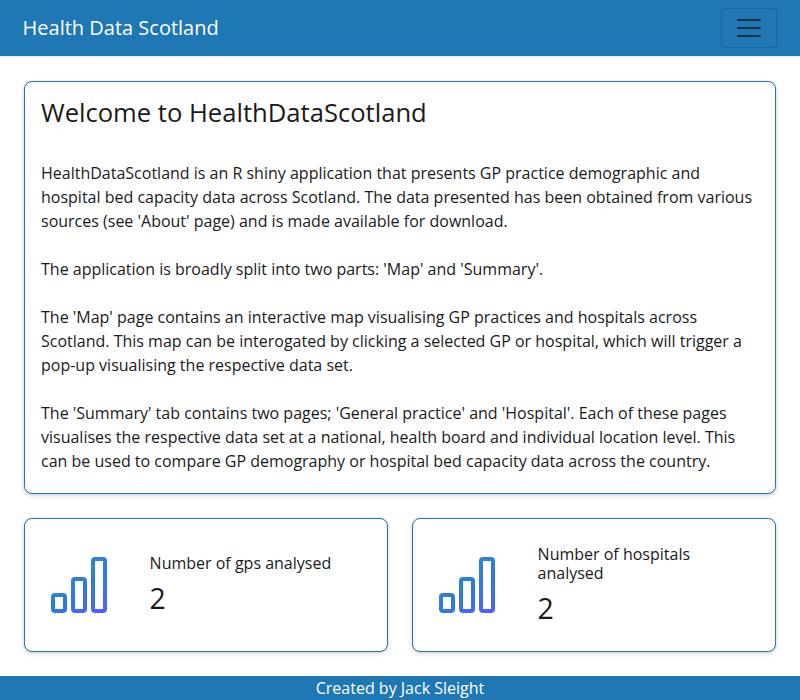 Health Data Scotland
Welcome to HealthDataScotland
HealthDataScotland is an R shiny application that presents GP practice demographic and
hospital bed capacity data across Scotland. The data presented has been obtained from various
sources (see 'About' page) and is made available for download.
The application is broadly split into two parts: 'Map' and 'Summary'.
The 'Map' page contains an interactive map visualising GP practices and hospitals across
Scotland. This map can be interogated by clicking a selected GP or hospital, which will trigger a
pop-up visualising the respective data set.
The 'Summary' tab contains two pages; 'General practice' and 'Hospital'. Each of these pages
visualises the respective data set at a national, health board and individual location level. This
can be used to compare GP demography or hospital bed capacity data across the country.
Number of gps analysed
2
Number of hospitals
analysed
2
Created by Jack Sleight